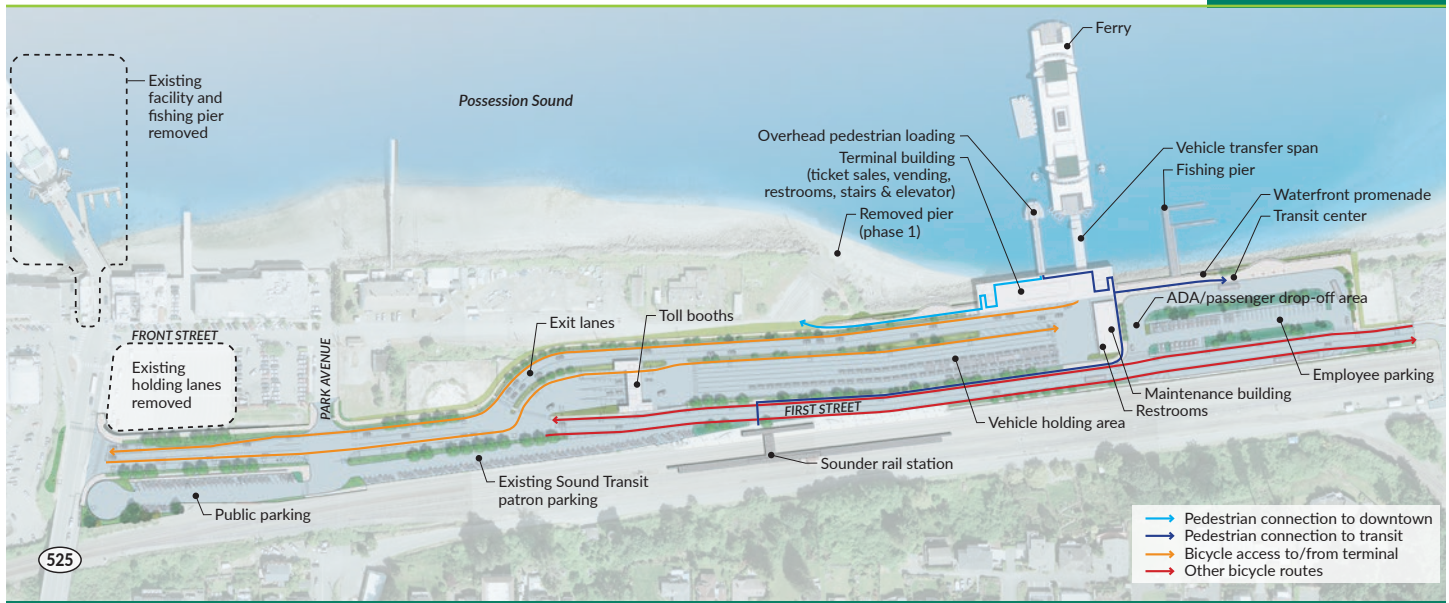 Ferry
Existing
facility and
fishing pier
removed
Possession Sound
Overhead pedestrian loading
Terminal building
(ticket sales, vending,
restrooms, stairs & elevator)
Removed pier
(phase 1)
Vehicle transfer span
Fishing pier
Waterfront promenade
Transit center
ADA/passenger drop-off area
Exit lanes
Toll booths
FRONT STREET
Existing
holding lanes
removed
PARK AVENUE
Employee parking
Maintenance building
Restrooms
FIRST STREET
Vehicle holding area
Sounder rail station
Existing Sound Transit
patron parking
Public parking
525
Pedestrian connection to downtown
Pedestrian connection to transit
Bicycle access to/from terminal
Other bicycle routes